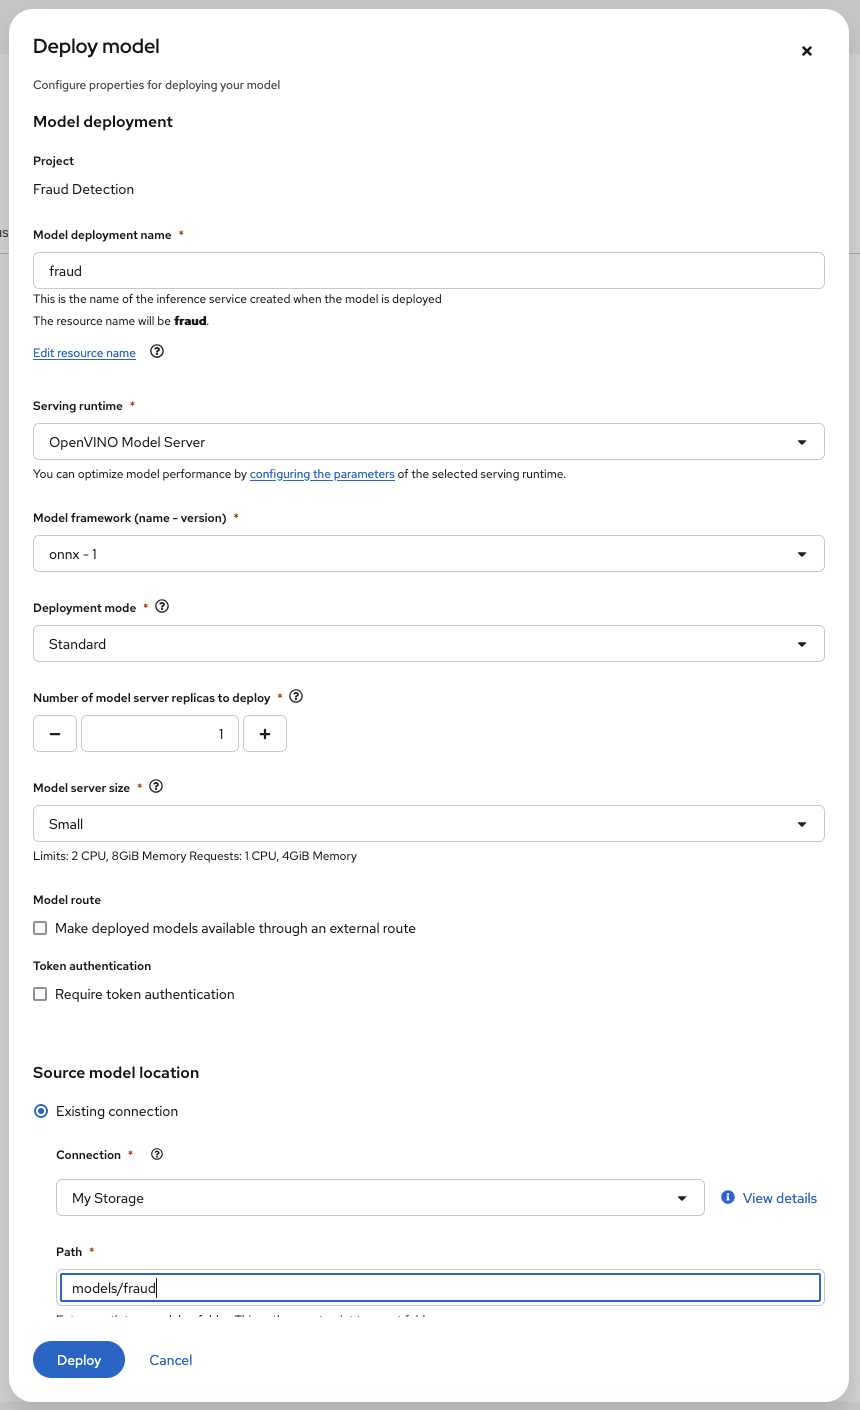 Deploy model
Configure properties for deploying your model
Model deployment
Project
Fraud Detection
Model deployment name *
fraud
This is the name of the inference service created when the model is deployed
The resource name will be fraud.
Edit resource name
Serving runtime *
OpenVINO Model Server
You can optimize model performance by configuring the parameters of the selected serving runtime.
Model framework (name - version) *
onnx - 1
Deployment mode *
Standard
Number of model server replicas to deploy *
1
Model server size *
Small
Limits: 2 CPU, 8GiB Memory Requests: 1 CPU, 4GiB Memory
Model route
Make deployed models available through an external route
Token authentication
Require token authentication
Source model location
Existing connection
Connection *
My Storage
View details
Path *
models/fraud
Deploy
Cancel